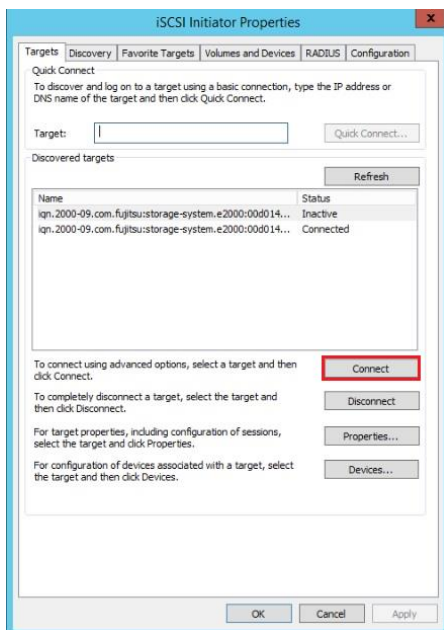 iSCSI Initiator Properties
x
Targets Discovery Favorite Targets Volumes and Devices RADIUS Configuration
Quick Connect
To discover and log on to a target using a basic connection, type the IP address or
DNS name of the target and then click Quick Connect.
Target:
Quick Connect...
Discovered targets
Refresh
Name Status
iqn.2000-09.com.fujitsu:storage-system.e2000:00d014... Inactive
iqn.2000-09.com.fujitsu:storage-system.e2000:00d014... Connected
To connect using advanced options, select a target and then
click Connect.
Connect
To completely disconnect a target, select the target and
then click Disconnect.
Disconnect
For target properties, including configuration of sessions,
select the target and click Properties.
Properties...
For configuration of devices associated with a target, select
the target and then click Devices.
Devices...
OK Cancel Apply